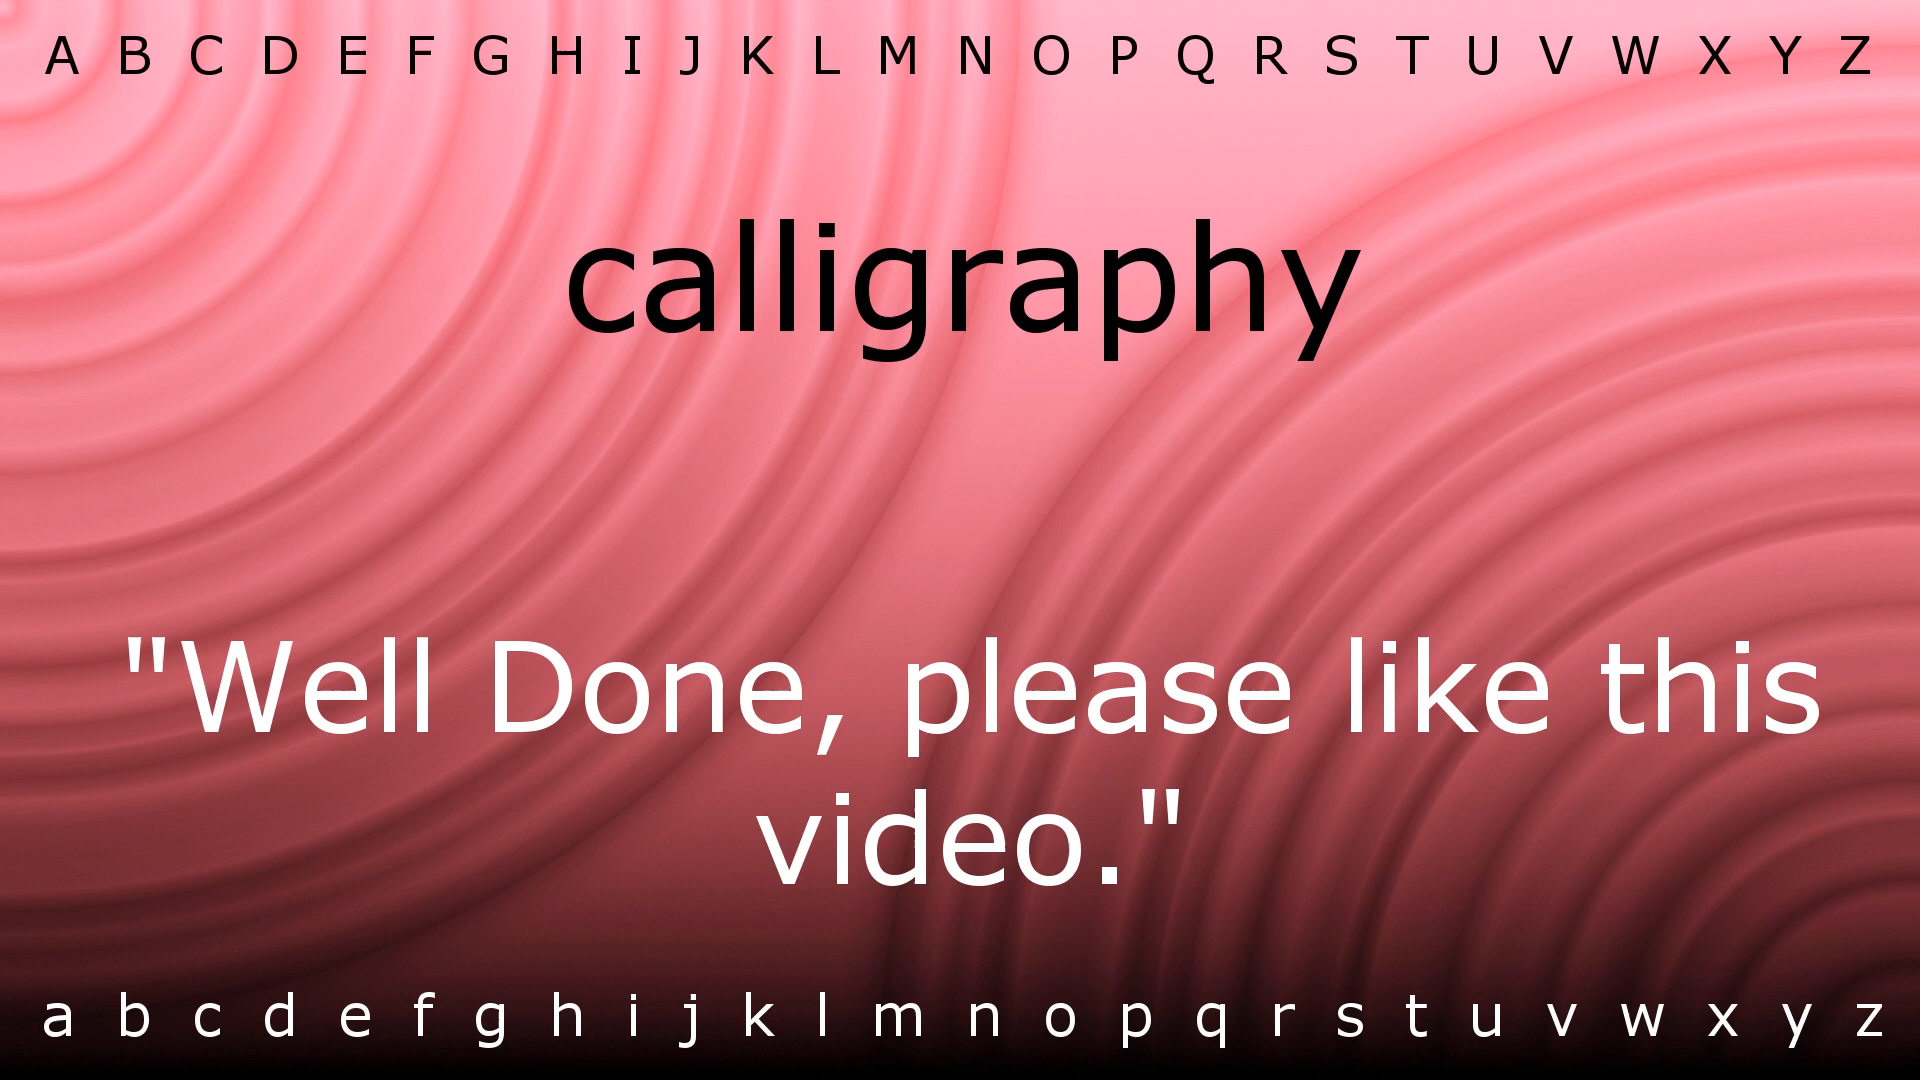 A B C D E F G H I J K L M N O P Q R S T U V W X Y Z
calligraphy
"Well Done, please like this
video."
a b c d e f g h i j k l m n o p q r s t u v w x y z